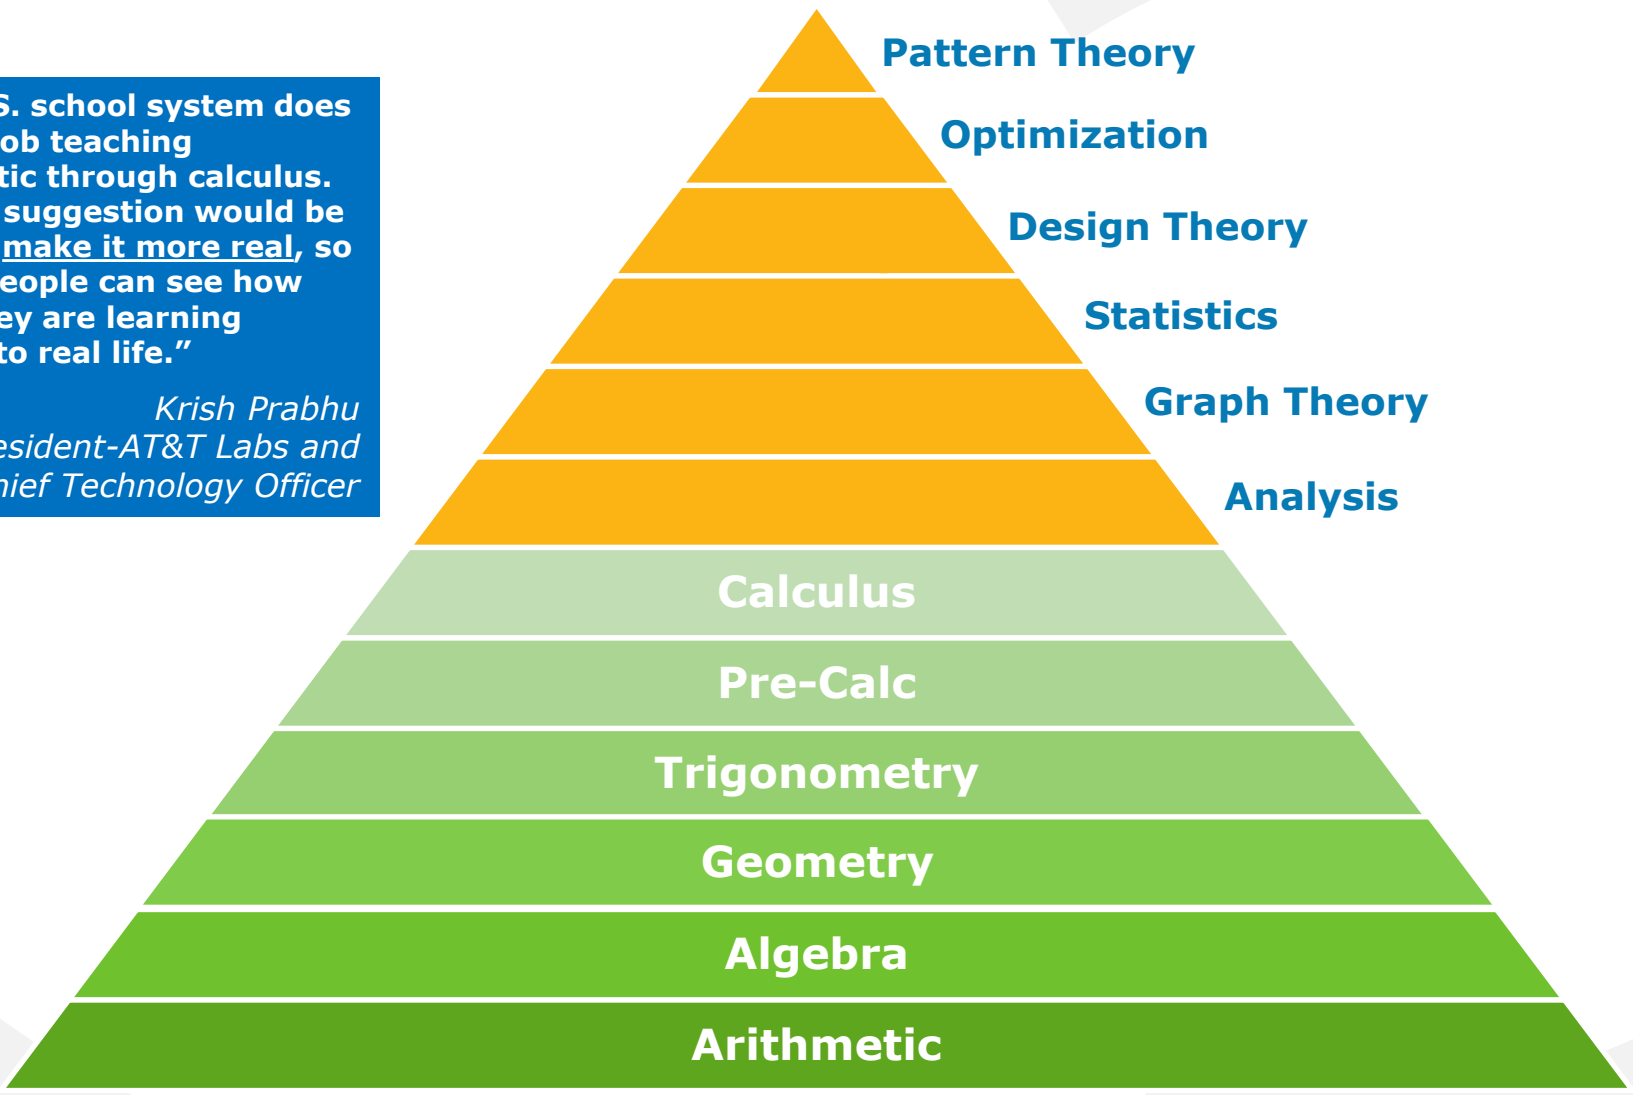 S. school system does
ob teaching
tic through calculus.
suggestion would be
make it more real, so
eople can see how
ey are learning
to real life.”
Krish Prabhu
esident-AT&T Labs and
hief Technology Officer
Pattern Theory
Optimization
Design Theory
Statistics
Graph Theory
Analysis
Calculus
Pre-Calc
Trigonometry
Geometry
Algebra
Arithmetic